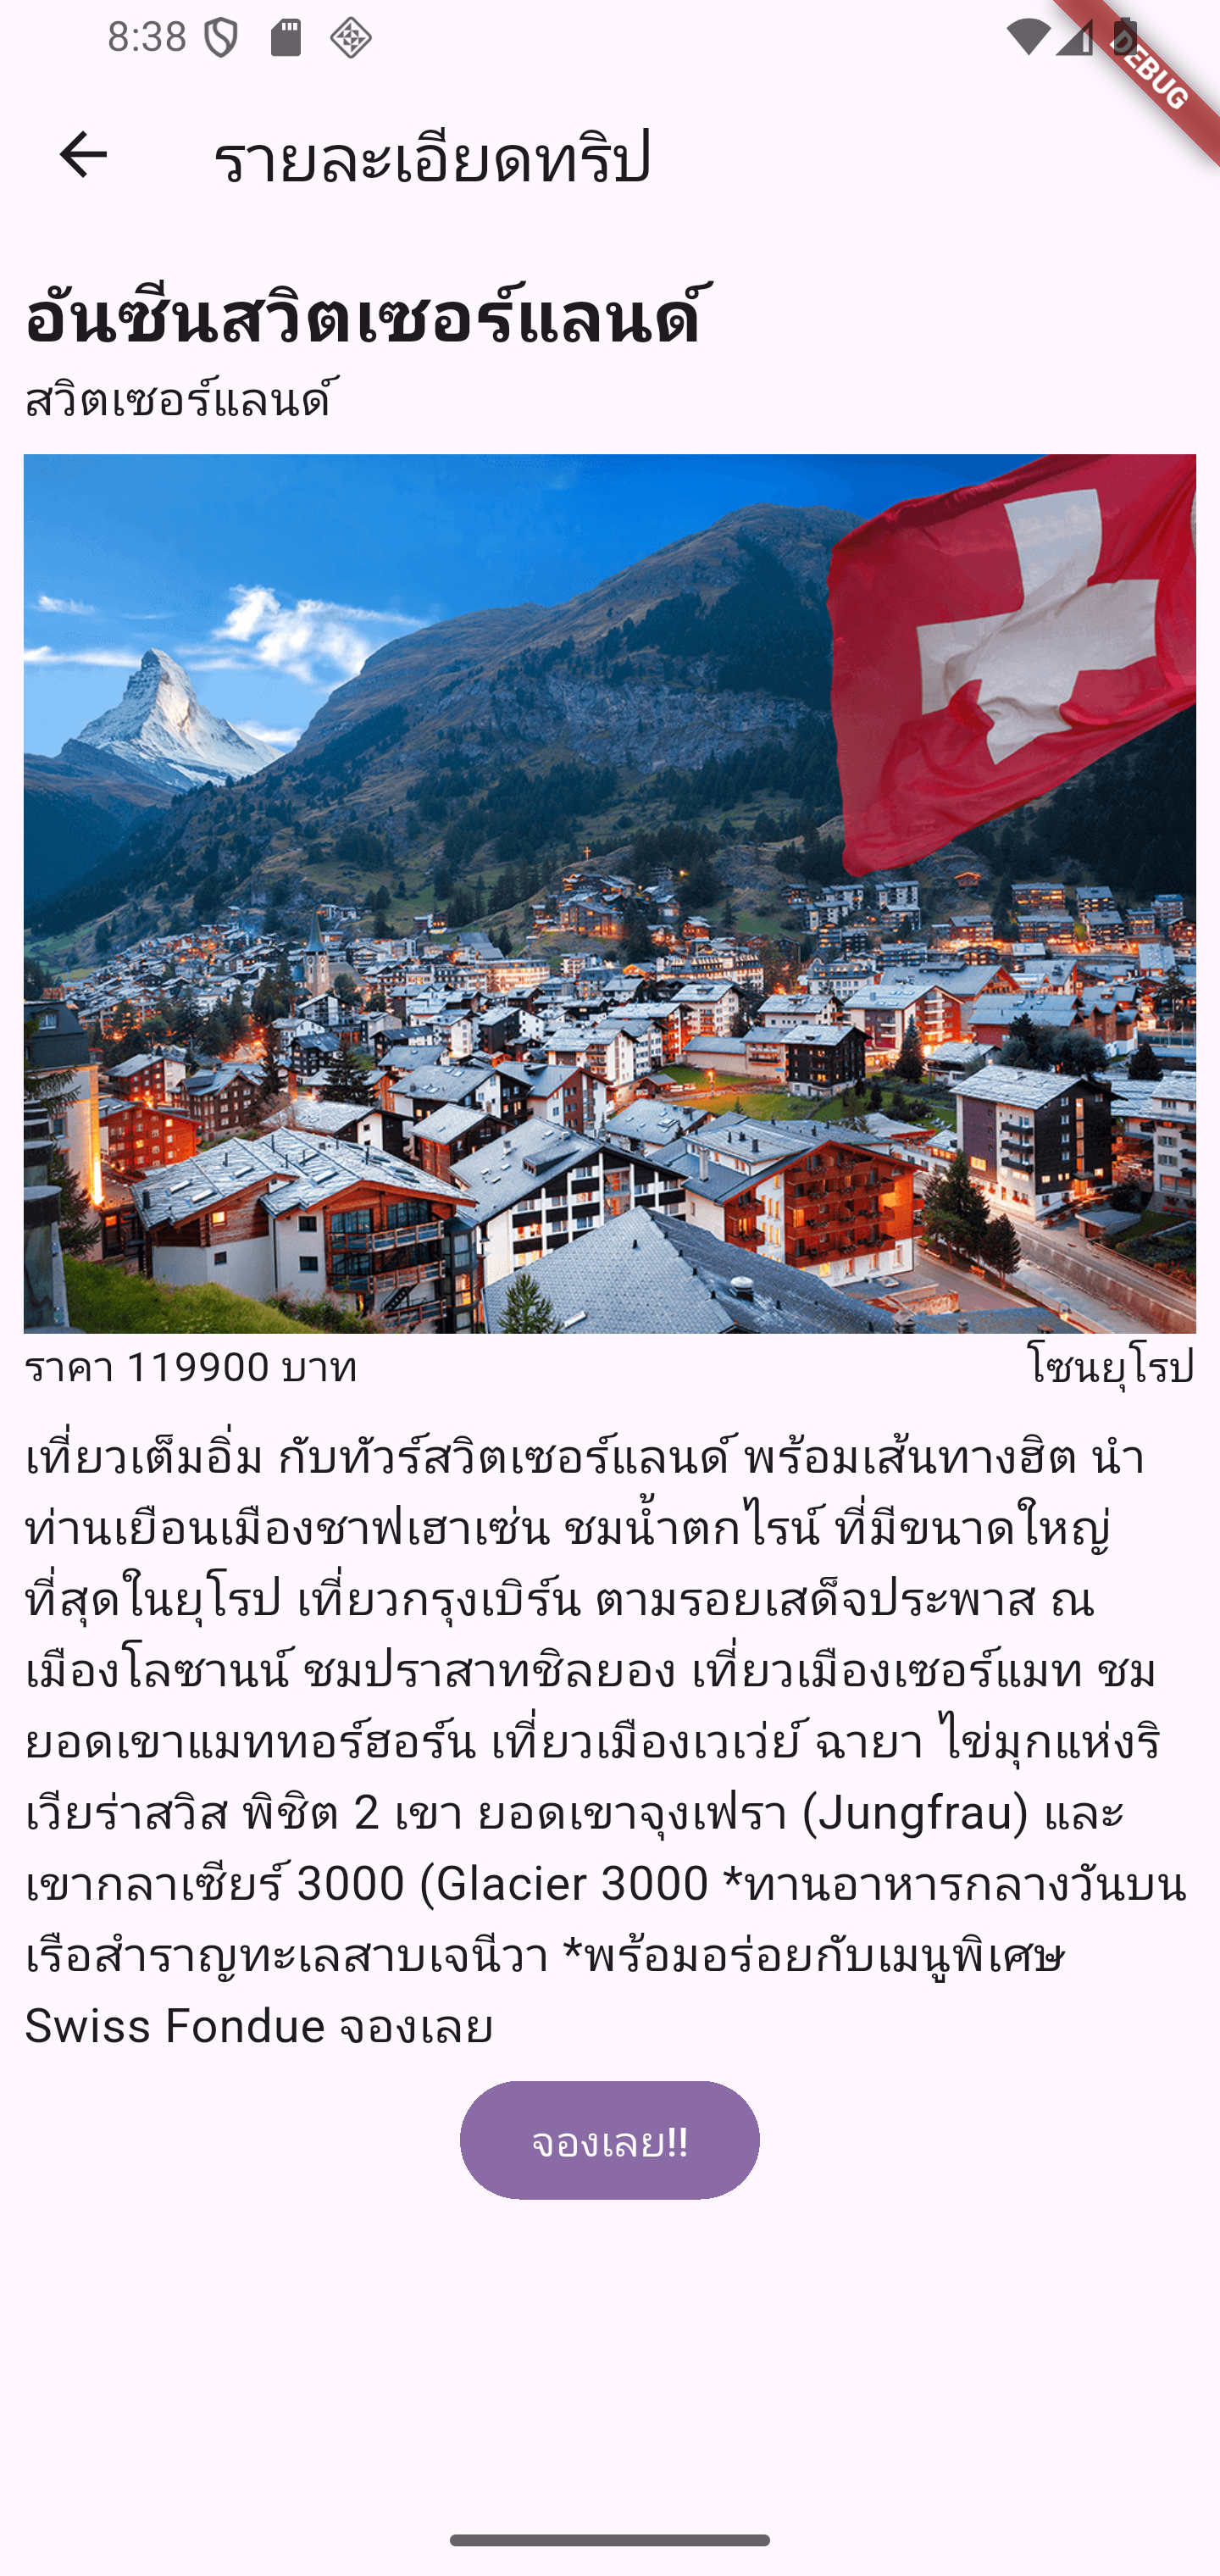 8:38
DEBUG
รายละเอียดทริป
อันซีนสวิตเซอร์แลนด์
สวิตเซอร์แลนด์
ราคา 119900 บาท
โซนยุโรป
เที่ยวเต็มอิ่ม กับทัวร์สวิตเซอร์แลนด์ พร้อมเส้นทางฮิต นำ
ท่านเยือนเมืองชาฟเฮาเซ่น ชมน้ำตกไรน์ ที่มีขนาดใหญ่
ที่สุดในยุโรป เที่ยวกรุงเบิร์น ตามรอยเสด็จประพาส ณ
เมืองโลซานน์ ชมปราสาทชิลยอง เที่ยวเมืองเซอร์แมท ชม
ยอดเขาแมททอร์ฮอร์น เที่ยวเมืองเวเว่ย์ ฉายา ไข่มุกแห่งริ
เวียร่าสวิส พิชิต 2 เขา ยอดเขาจุงเฟรา (Jungfrau) และ
เขากลาเซียร์ 3000 (Glacier 3000 *ทานอาหารกลางวันบน
เรือสำราญทะเลสาบเจนีวา *พร้อมอร่อยกับเมนูพิเศษ
Swiss Fondue จองเลย
จองเลย!!